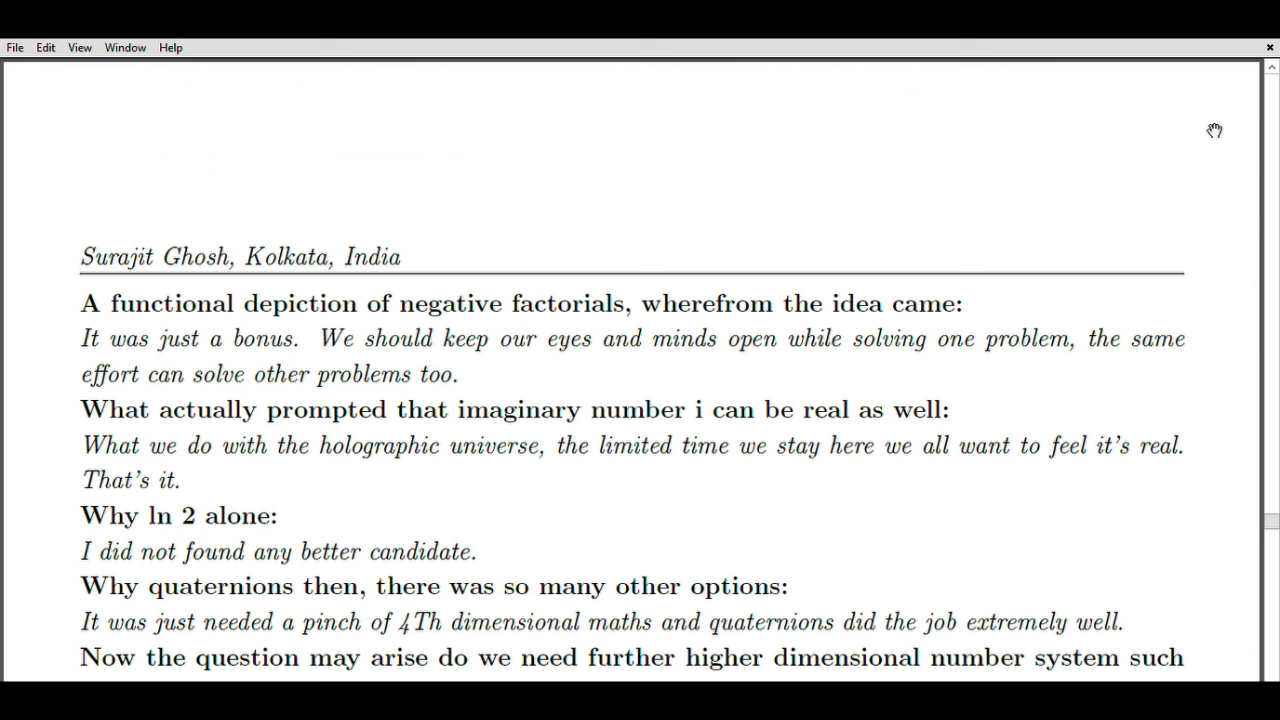 File Edit View Window Help
Surajit Ghosh, Kolkata, India
A functional depiction of negative factorials, wherefrom the idea came:
It was just a bonus. We should keep our eyes and minds open while solving one problem, the same
effort can solve other problems too.
What actually prompted that imaginary number i can be real as well:
What we do with the holographic universe, the limited time we stay here we all want to feel it's real.
That's it.
Why ln 2 alone:
I did not found any better candidate.
Why quaternions then, there was so many other options:
It was just needed a pinch of 4Th dimensional maths and quaternions did the job extremely well.
Now the question may arise do we need further higher dimensional number system such